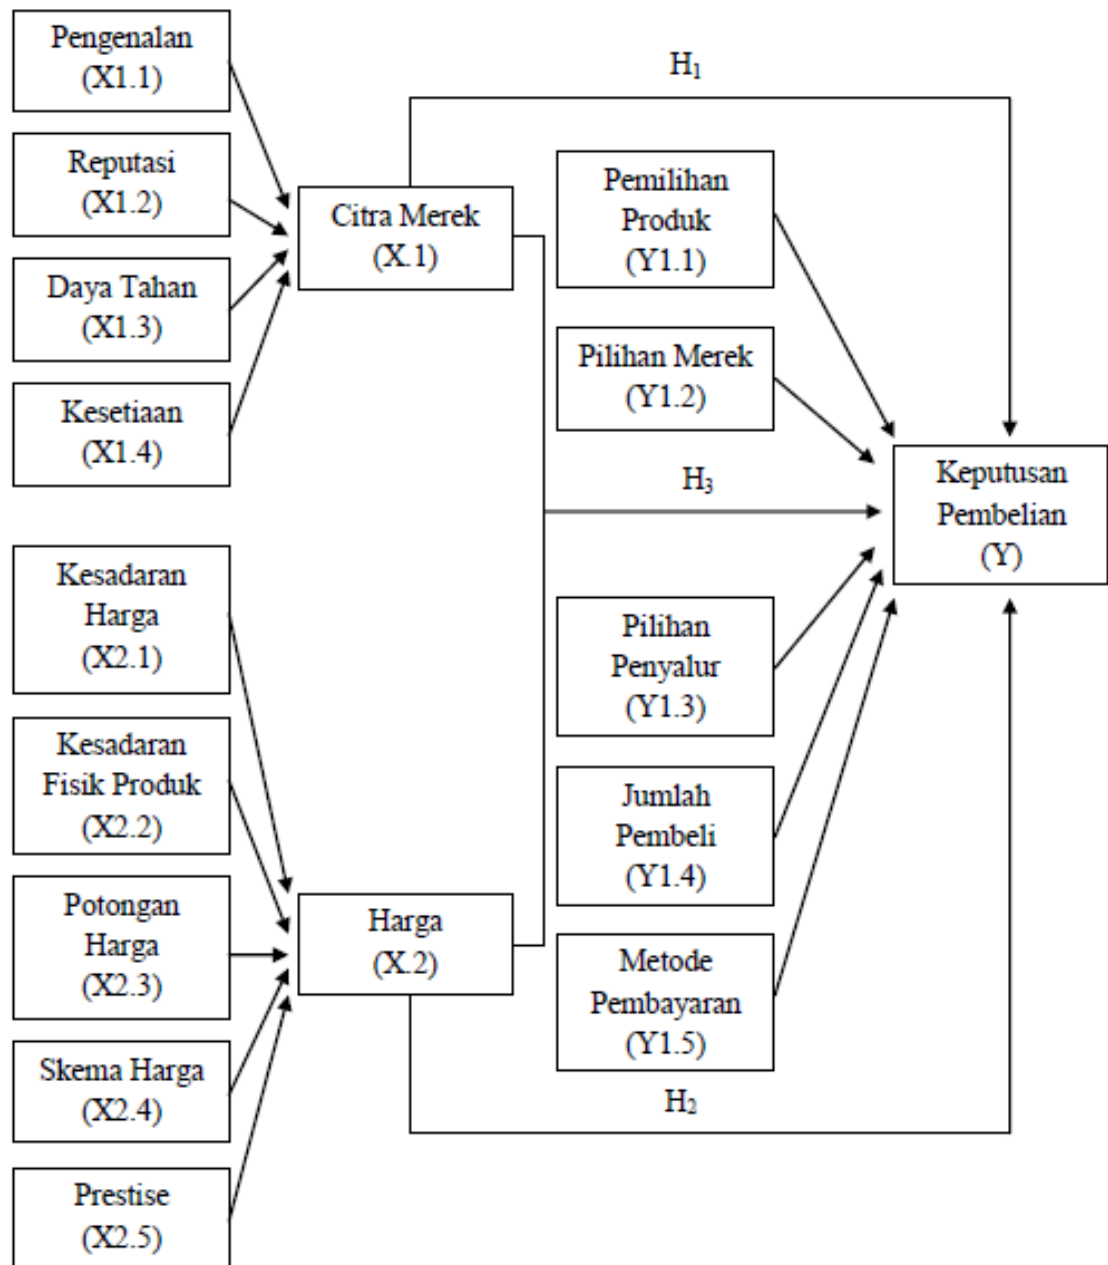 Pengenalan
(X1.1)
Reputasi
(X1.2)
Daya Tahan
(X1.3)
Kesetiaan
(X1.4)
Kesadaran
Harga
(X2.1)
Kesadaran
Fisik Produk
(X2.2)
Potongan
Harga
(X2.3)
Skema Harga
(X2.4)
Prestise
(X2.5)
Citra Merek
(X.1)
Harga
(X.2)
H₁
Pemilihan
Produk
(Y1.1)
Pilihan Merek
(Y1.2)
H₃
Pilihan
Penyalur
(Y1.3)
Jumlah
Pembeli
(Y1.4)
Metode
Pembayaran
(Y1.5)
H₂
Keputusan
Pembelian
(Y)